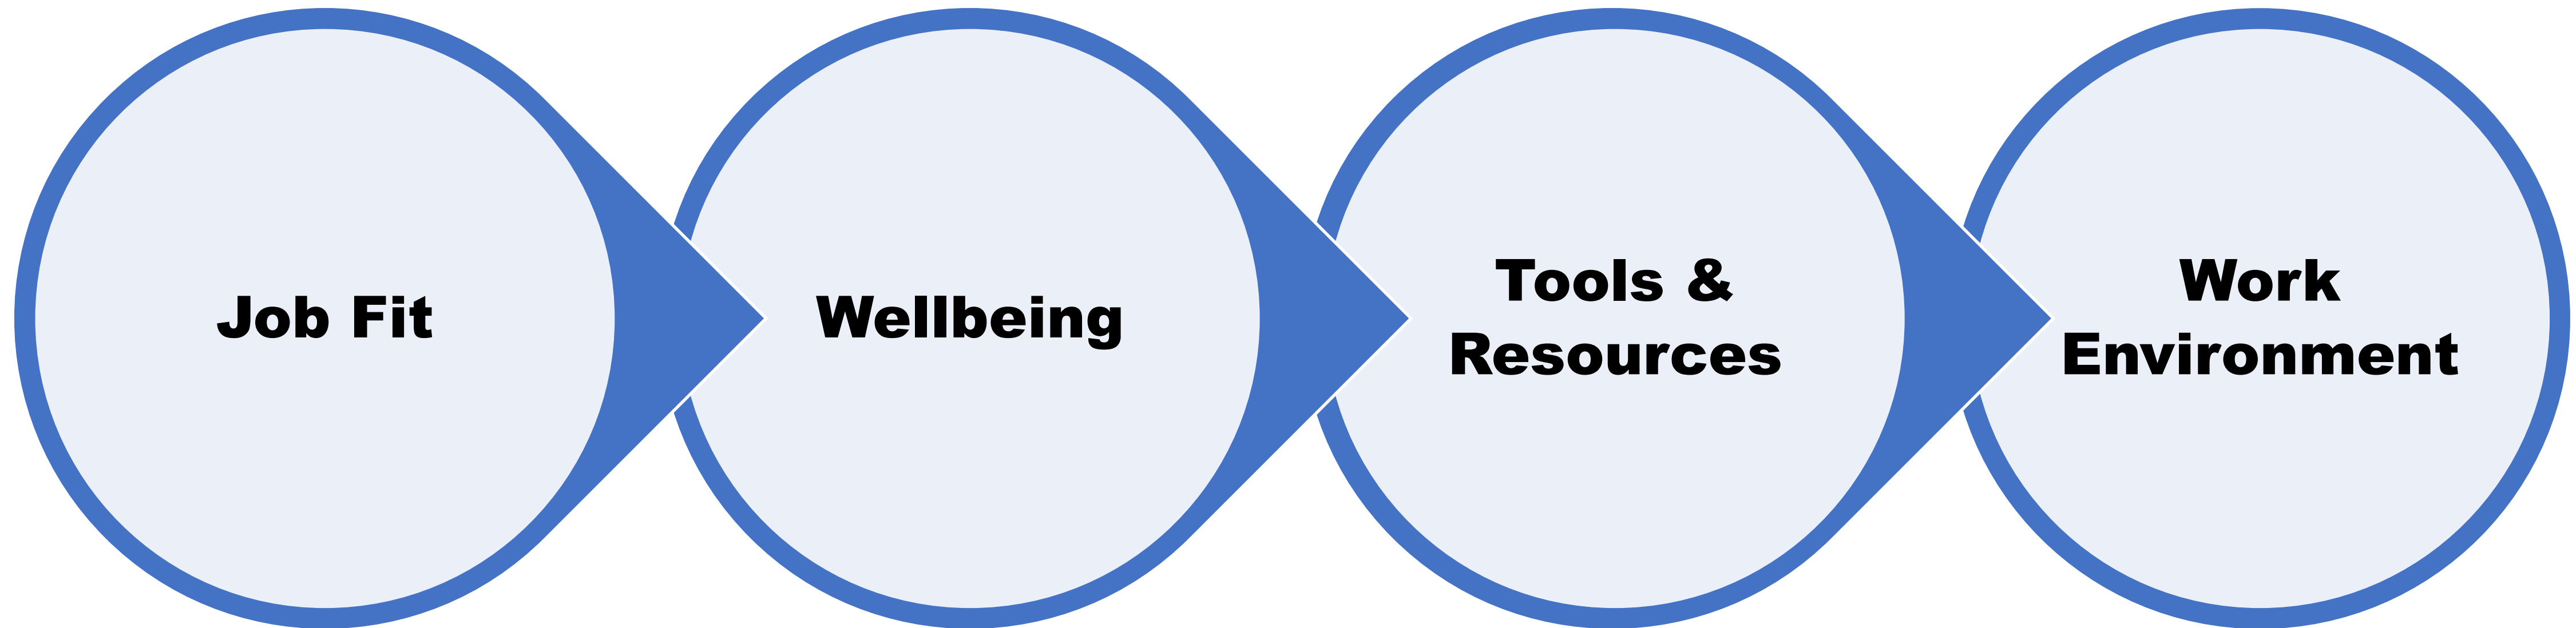 Job Fit
Wellbeing
Tools &
Resources
Work
Environment